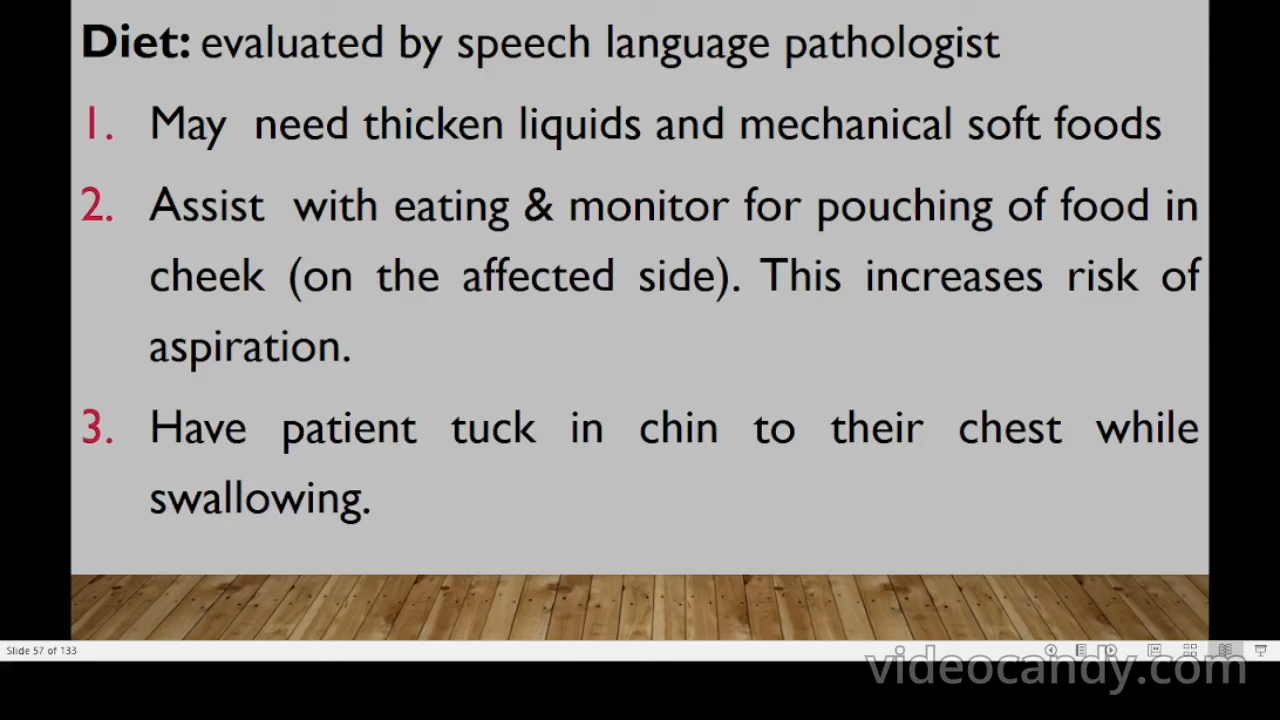 Diet: evaluated by speech language pathologist
1. May need thicken liquids and mechanical soft foods
2. Assist with eating & monitor for pouching of food in
cheek (on the affected side). This increases risk of
aspiration.
3. Have patient tuck in chin to their chest while
swallowing.
Slide 57 of 133
videocandy.com